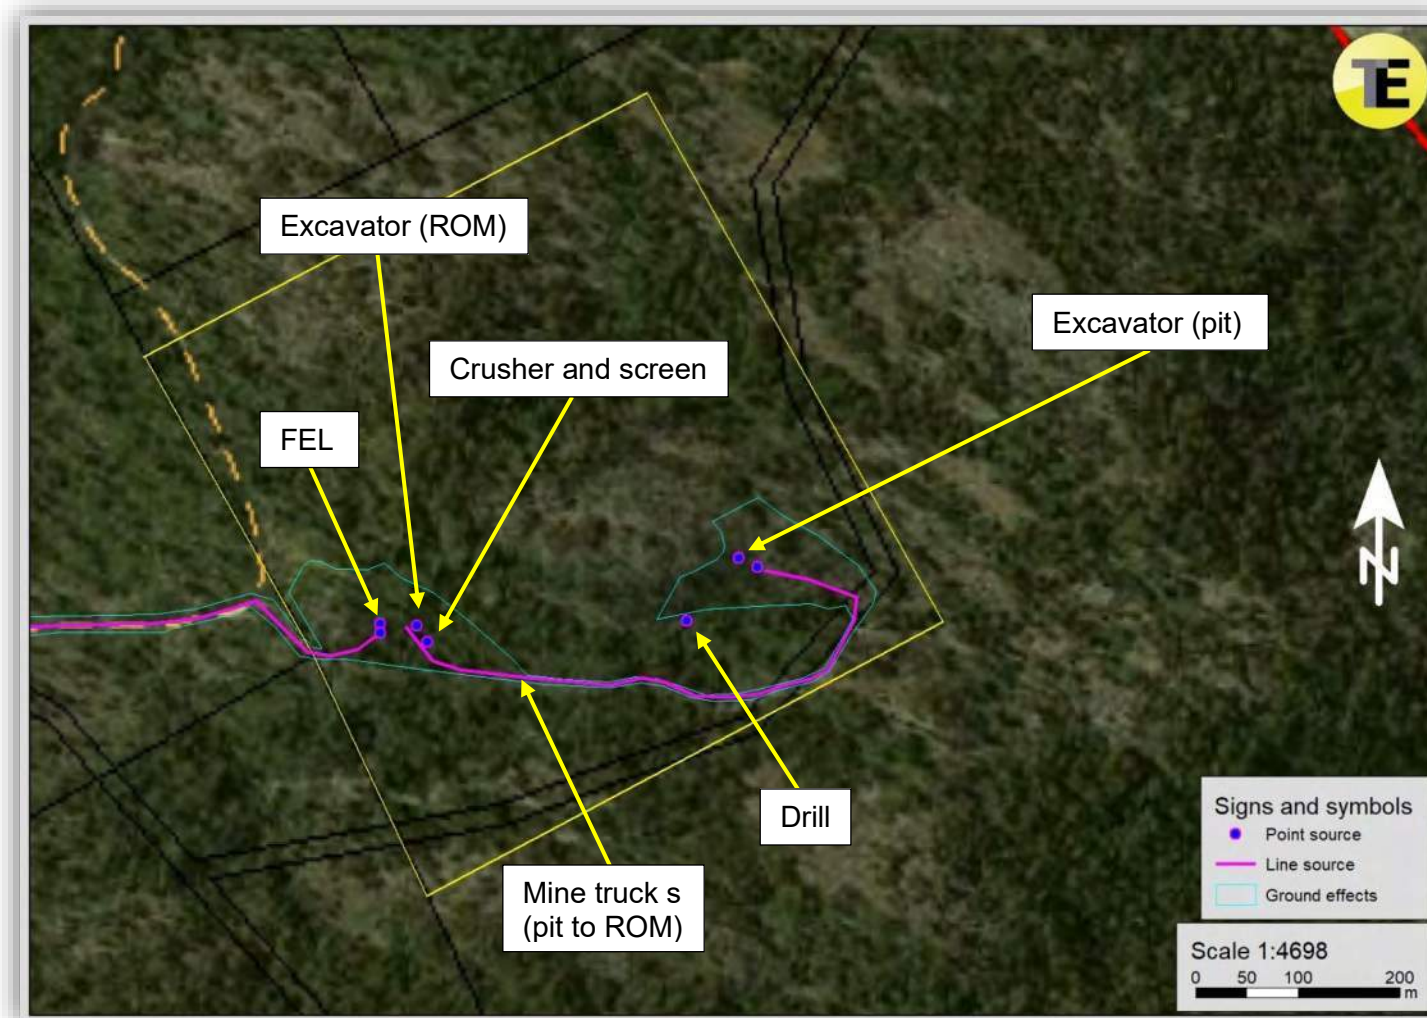 TE
Excavator (ROM)
Excavator (pit)
Crusher and screen
FEL
N
Drill
Mine truck s
(pit to ROM)
Signs and symbols
Point source
Line source
Ground effects
Scale 1:4698
0 50 100 200
m